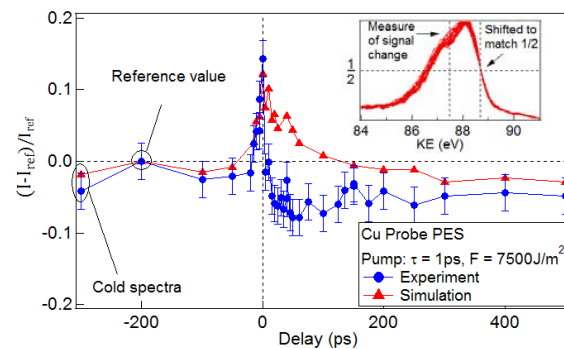 0.2
0.1
0.0
-0.1
-0.2
([I-I_ref)/I_ref
-200
0
200
400
Delay (ps)
Reference value
Cold spectra
Measure
of signal
change
Shifted to
match 1/2
1
2
84
86
88
90
KE (eV)
Cu Probe PES
Pump: τ = 1ps, F = 7500J/m²
Experiment
Simulation